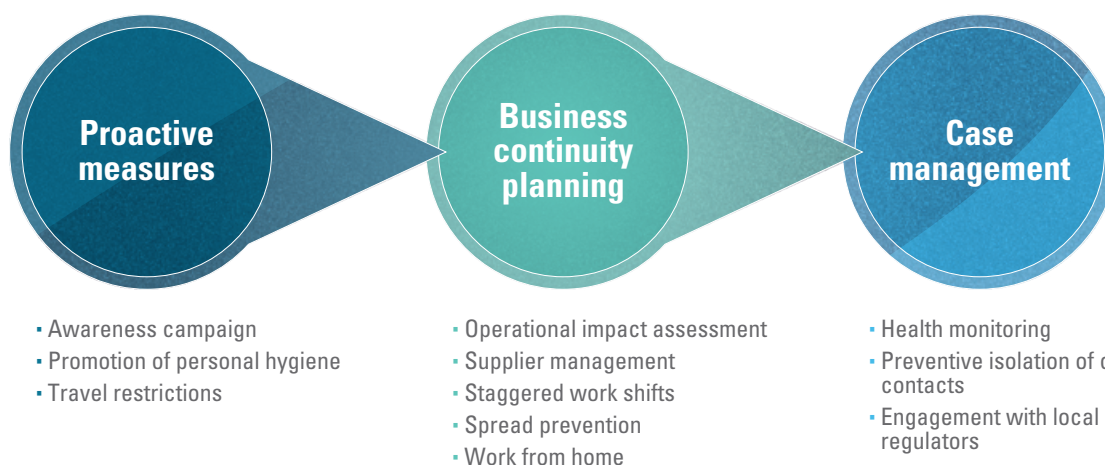 Proactive
measures
Business
continuity
planning
Case
management
▪ Awareness campaign
▪ Promotion of personal hygiene
▪ Travel restrictions
▪ Operational impact assessment
▪ Supplier management
▪ Staggered work shifts
▪ Spread prevention
▪ Work from home
▪ Health monitoring
▪ Preventive isolation of
contacts
▪ Engagement with local
regulators